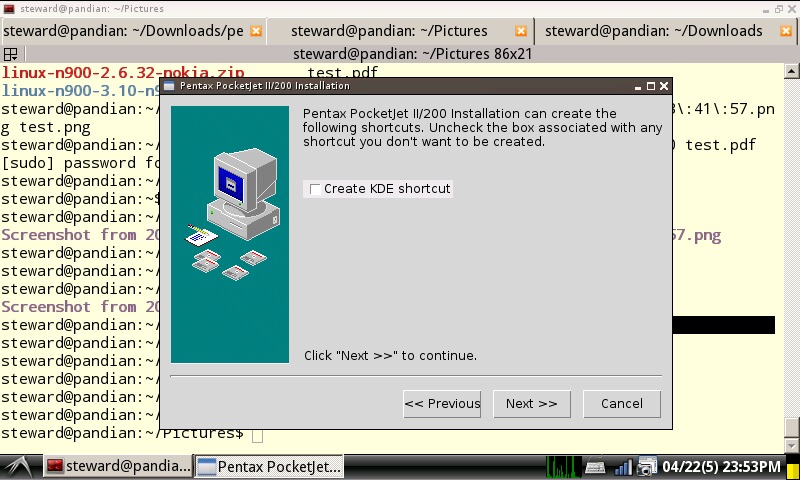 steward@pandian: ~/Pictures
steward@pandian: ~/Downloads/pe
steward@pandian: ~/Pictures
steward@pandian: ~/Downloads
steward@pandian: ~/Pictures 86x21
linux-n900-2.6.32-nokia.zip test.pdf
linux-n900-3.10-n9
steward@pandian:~/ 3\:41\:57.pn
g test.png
steward@pandian:~/ 0 test.pdf
[sudo] password fo
steward@pandian:~/
steward@pandian:~$
steward@pandian:~/
Screenshot from 20 57.png
steward@pandian:~/
steward@pandian:~/
steward@pandian:~/
Screenshot from 20
steward@pandian:~/
steward@pandian:~/
steward@pandian:~/
steward@pandian:~/
steward@pandian:~/
steward@pandian:~/
steward@pandian:~/Pictures$
Pentax PocketJet II/200 Installation
Pentax PocketJet II/200 Installation can create the
following shortcuts. Uncheck the box associated with any
shortcut you don't want to be created.
Create KDE shortcut
Click "Next >>" to continue.
<< Previous
Next >>
Cancel
steward@pandia...
Pentax PocketJet...
04/22(5) 23:53PM